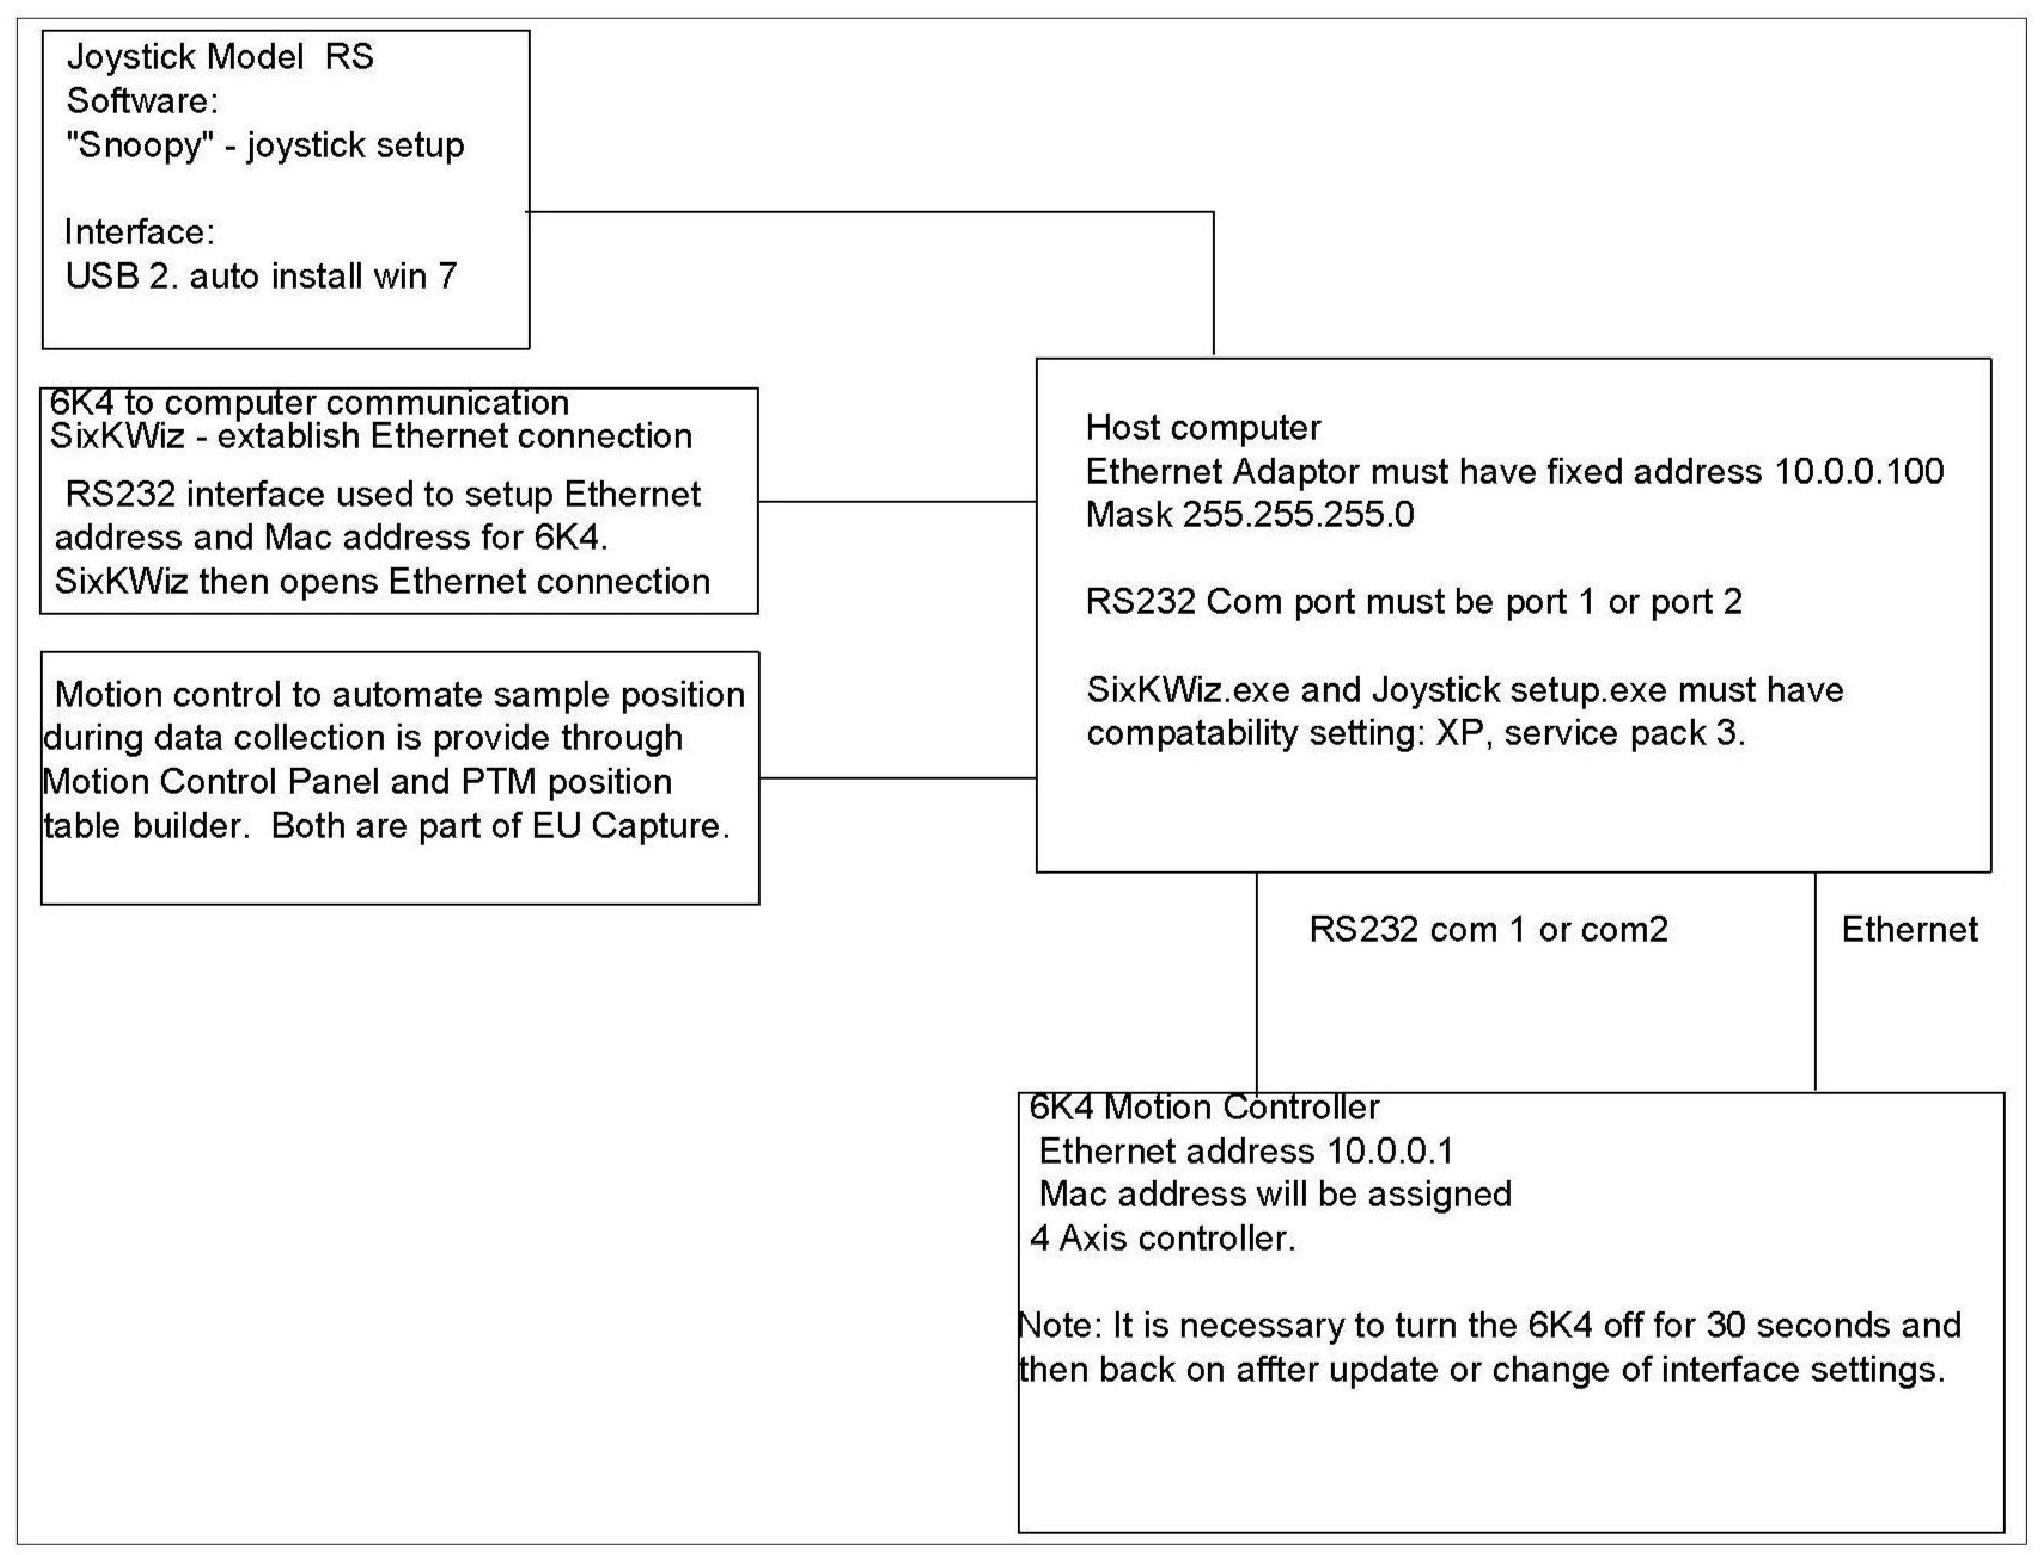 Joystick Model  RS
Software:
"Snoopy" - joystick setup
Interface:
USB 2. auto install win 7
6K4 to computer communication
SixKWiz - extablish Ethernet connection
RS232 interface used to setup Ethernet
address and Mac address for 6K4.
SixKWiz then opens Ethernet connection
Motion control to automate sample position
during data collection is provide through
Motion Control Panel and PTM position
table builder.  Both are part of EU Capture.
Host computer
Ethernet Adaptor must have fixed address 10.0.0.100
Mask 255.255.255.0
RS232 Com port must be port 1 or port 2
SixKWiz.exe and Joystick setup.exe must have
compatability setting: XP, service pack 3.
RS232 com 1 or com2
Ethernet
6K4 Motion Controller
Ethernet address 10.0.0.1
Mac address will be assigned
4 Axis controller.
Note: It is necessary to turn the 6K4 off for 30 seconds and
then back on affter update or change of interface settings.